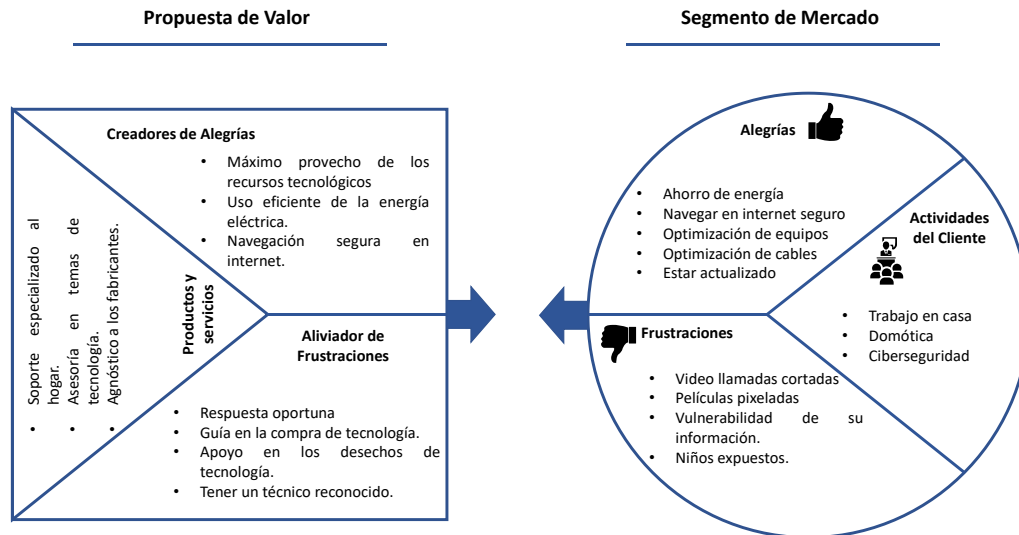 Propuesta de Valor
Creadores de Alegrías
• Máximo provecho de los
recursos tecnológicos
• Uso eficiente de la energía
eléctrica.
• Navegación segura en
internet.
Productos y
servicios
• Soporte especializado al
hogar.
• Asesoría en temas de
tecnología.
• Agnóstico a los fabricantes.
Aliviador de
Frustraciones
• Respuesta oportuna
• Guía en la compra de tecnología.
• Apoyo en los desechos de
tecnología.
• Tener un técnico reconocido.
Segmento de Mercado
Alegrías
• Ahorro de energía
• Navegar en internet seguro
• Optimización de equipos
• Optimización de cables
• Estar actualizado
Actividades
del Cliente
• Trabajo en casa
• Domótica
• Ciberseguridad
Frustraciones
• Video llamadas cortadas
• Películas pixeladas
• Vulnerabilidad de su
información.
• Niños expuestos.